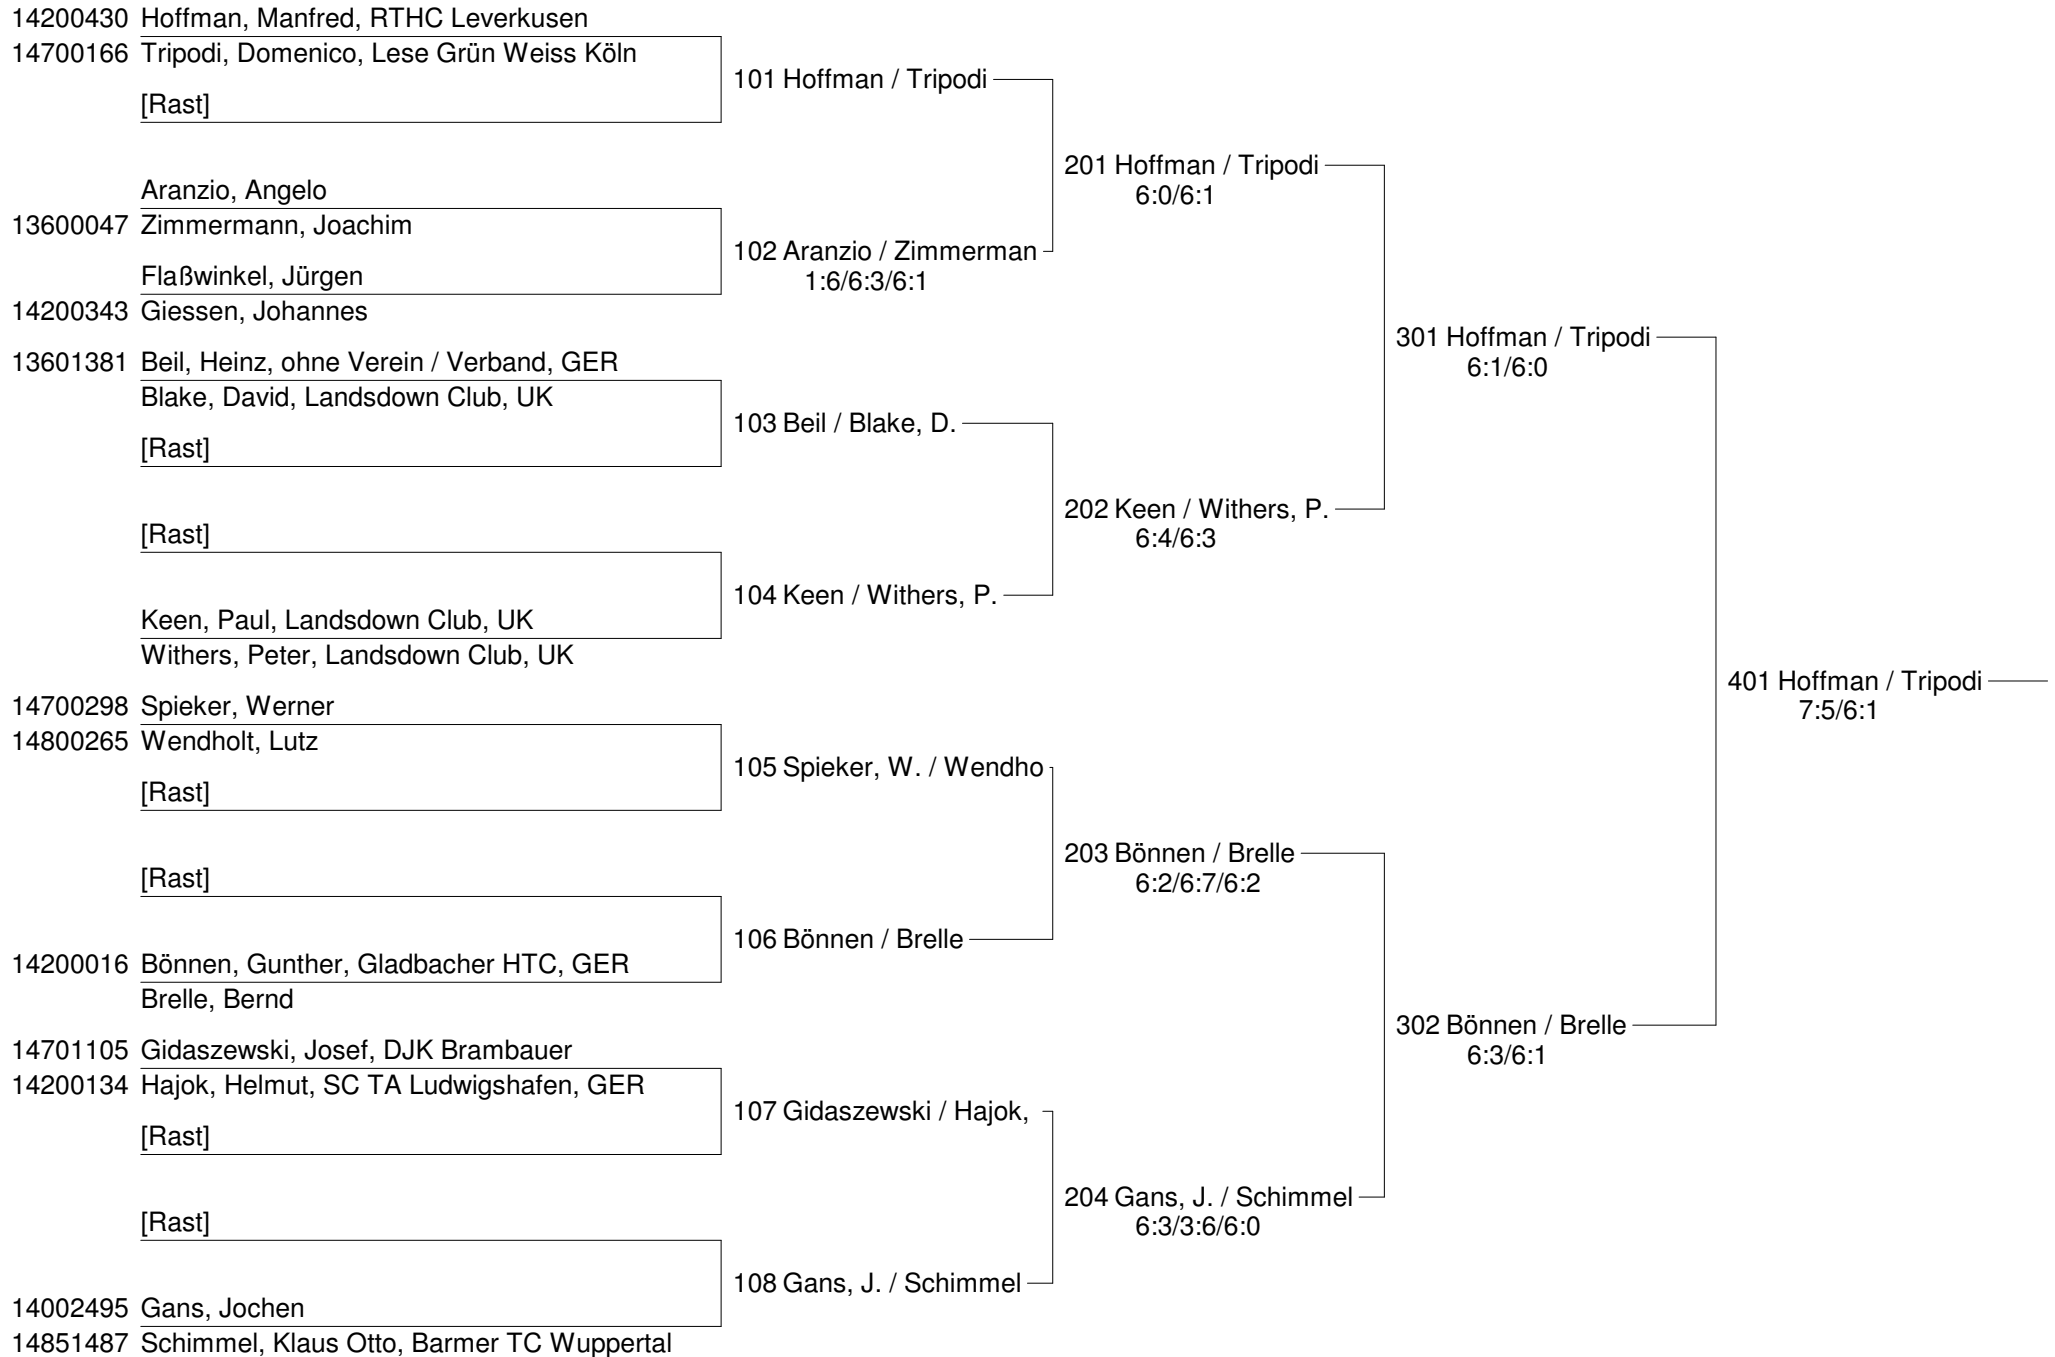 14200430 Hoffman, Manfred, RTHC Leverkusen
14700166 Tripodi, Domenico, Lese Grün Weiss Köln
101 Hoffman / Tripodi
[Rast]
201 Hoffman / Tripodi
6:0/6:1
Aranzio, Angelo
13600047 Zimmermann, Joachim
102 Aranzio / Zimmerman
1:6/6:3/6:1
Flaßwinkel, Jürgen
14200343 Giessen, Johannes
301 Hoffman / Tripodi
6:1/6:0
13601381 Beil, Heinz, ohne Verein / Verband, GER
Blake, David, Landsdown Club, UK
103 Beil / Blake, D.
[Rast]
202 Keen / Withers, P.
6:4/6:3
[Rast]
104 Keen / Withers, P.
Keen, Paul, Landsdown Club, UK
Withers, Peter, Landsdown Club, UK
401 Hoffman / Tripodi
7:5/6:1
14700298 Spieker, Werner
14800265 Wendholt, Lutz
105 Spieker, W. / Wendho
[Rast]
203 Bönnen / Brelle
6:2/6:7/6:2
[Rast]
106 Bönnen / Brelle
14200016 Bönnen, Gunther, Gladbacher HTC, GER
Brelle, Bernd
302 Bönnen / Brelle
6:3/6:1
14701105 Gidaszewski, Josef, DJK Brambauer
14200134 Hajok, Helmut, SC TA Ludwigshafen, GER
107 Gidaszewski / Hajok,
[Rast]
204 Gans, J. / Schimmel
6:3/3:6/6:0
[Rast]
108 Gans, J. / Schimmel
14002495 Gans, Jochen
14851487 Schimmel, Klaus Otto, Barmer TC Wuppertal